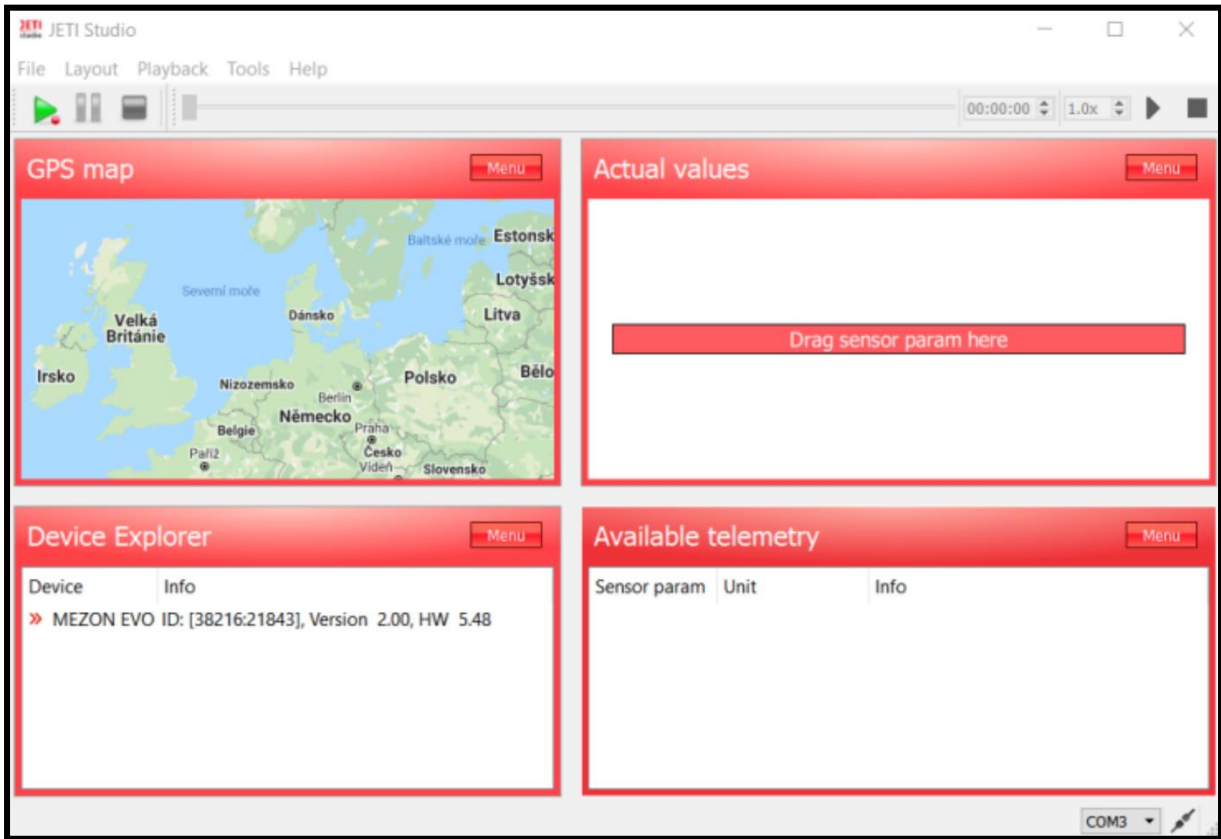 JETI studio JETI Studio
File Layout Playback Tools Help
00:00:00 1.0x
GPS map Menu
Baltské moře Estonsk
Severní moře Lotyšsk
Velká Británie Dánsko Litva
Irsko Nizozemsko Berlín Polsko Bělo
Německo
Belgie Praha
Paříž Česko
Vídeň Slovensko
Actual values Menu
Drag sensor param here
Device Explorer Menu
Device Info
MEZON EVO ID: [38216:21843], Version 2.00, HW 5.48
Available telemetry Menu
Sensor param Unit Info
COM3